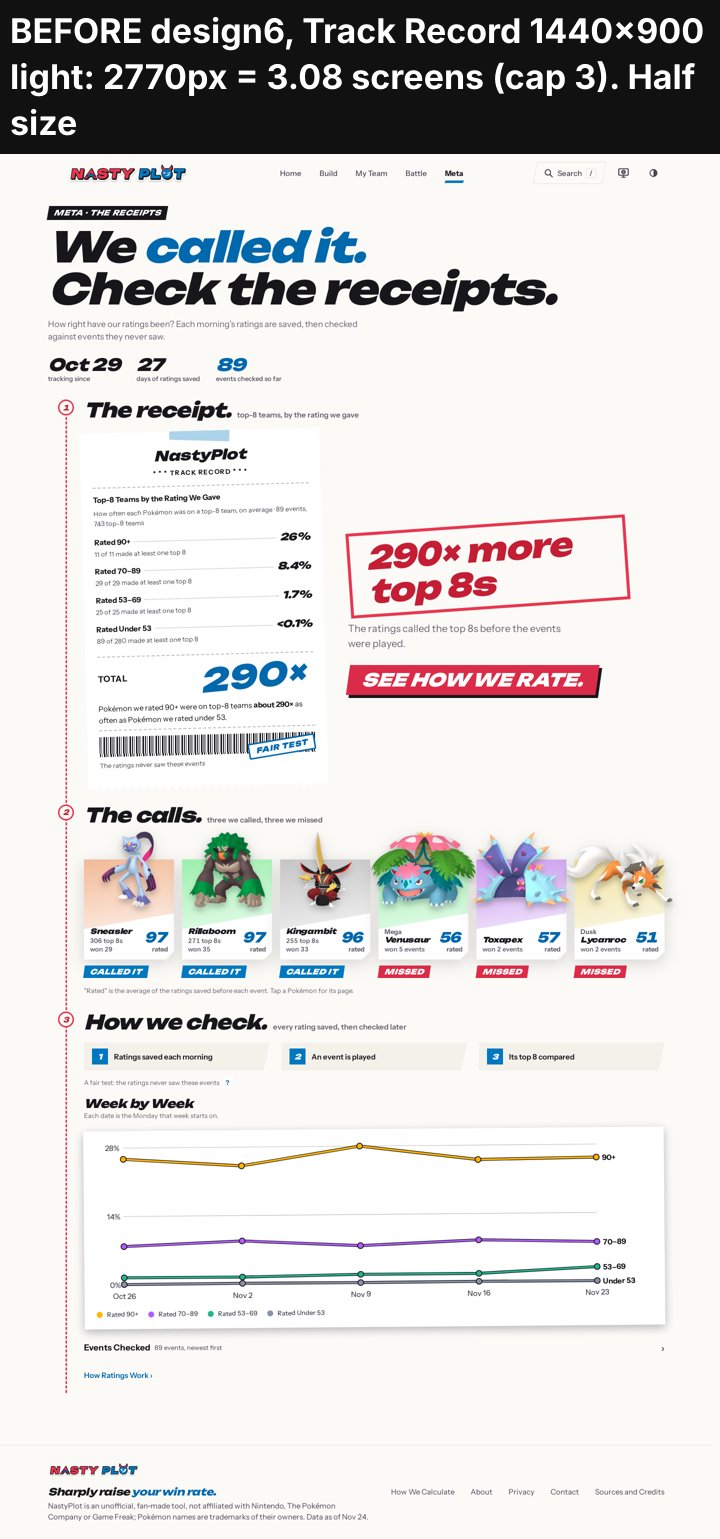 BEFORE design6, Track Record 1440×900
light: 2770px = 3.08 screens (cap 3). Half
size
NASTY PLOT
Home Build My Team Battle Meta
Search /
META · THE RECEIPTS
We called it.
Check the receipts.
How right have our ratings been? Each morning's ratings are saved, then checked
against events they never saw.
Oct 29 27 89
tracking since days of ratings saved events checked so far
1 The receipt. top-8 teams, by the rating we gave
NastyPlot
••• TRACK RECORD •••
Top-8 Teams by the Rating We Gave
How often each Pokémon was on a top-8 team, on average· 89 events,
743 top-8 teams
Rated 90+ 26%
11 of 11 made at least one top 8
Rated 70–89 8.4%
29 of 29 made at least one top 8
Rated 53–69 1.7%
25 of 25 made at least one top 8
Rated Under 53 <0.1%
89 of 280 made at least one top 8
TOTAL 290×
Pokémon we rated 90+ were on top-8 teams about 290× as
often as Pokémon we rated under 53.
FAIR TEST
The ratings never saw these events
290× more
top 8s
The ratings called the top 8s before the events
were played.
SEE HOW WE RATE.
2 The calls. three we called, three we missed
Sneasler 97
306 top 8s
won 29 rated
CALLED IT
Rillaboom 97
271 top 8s
won 35 rated
CALLED IT
Kingambit 96
255 top 8s
won 33 rated
CALLED IT
Mega
Venusaur 56
won 5 events rated
MISSED
Toxapex 57
won 2 events rated
MISSED
Dusk
Lycanroc 51
won 2 events rated
MISSED
"Rated" is the average of the ratings saved before each event. Tap a Pokémon for its page.
3 How we check. every rating saved, then checked later
1 Ratings saved each morning
2 An event is played
3 Its top 8 compared
A fair test: the ratings never saw these events ?
Week by Week
Each date is the Monday that week starts on.
28%
14%
0%
90+
70–89
53–69
Under 53
Oct 26 Nov 2 Nov 9 Nov 16 Nov 23
Rated 90+ Rated 70–89 Rated 53–69 Rated Under 53
Events Checked 89 events, newest first ›
How Ratings Work ›
NASTY PLOT
Sharply raise your win rate.
NastyPlot is an unofficial, fan-made tool, not affiliated with Nintendo, The Pokémon
Company or Game Freak; Pokémon names are trademarks of their owners. Data as of Nov 24.
How We Calculate About Privacy Contact Sources and Credits